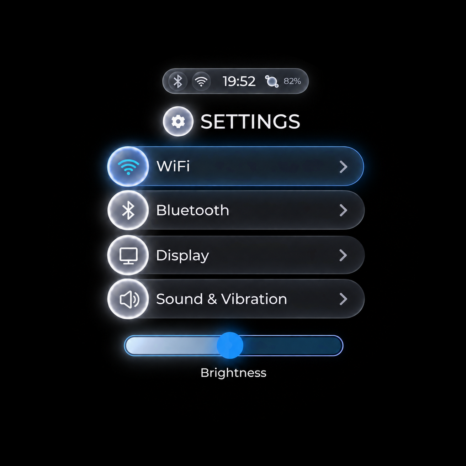 19:52 82%
SETTINGS
WiFi
Bluetooth
Display
Sound & Vibration
Brightness